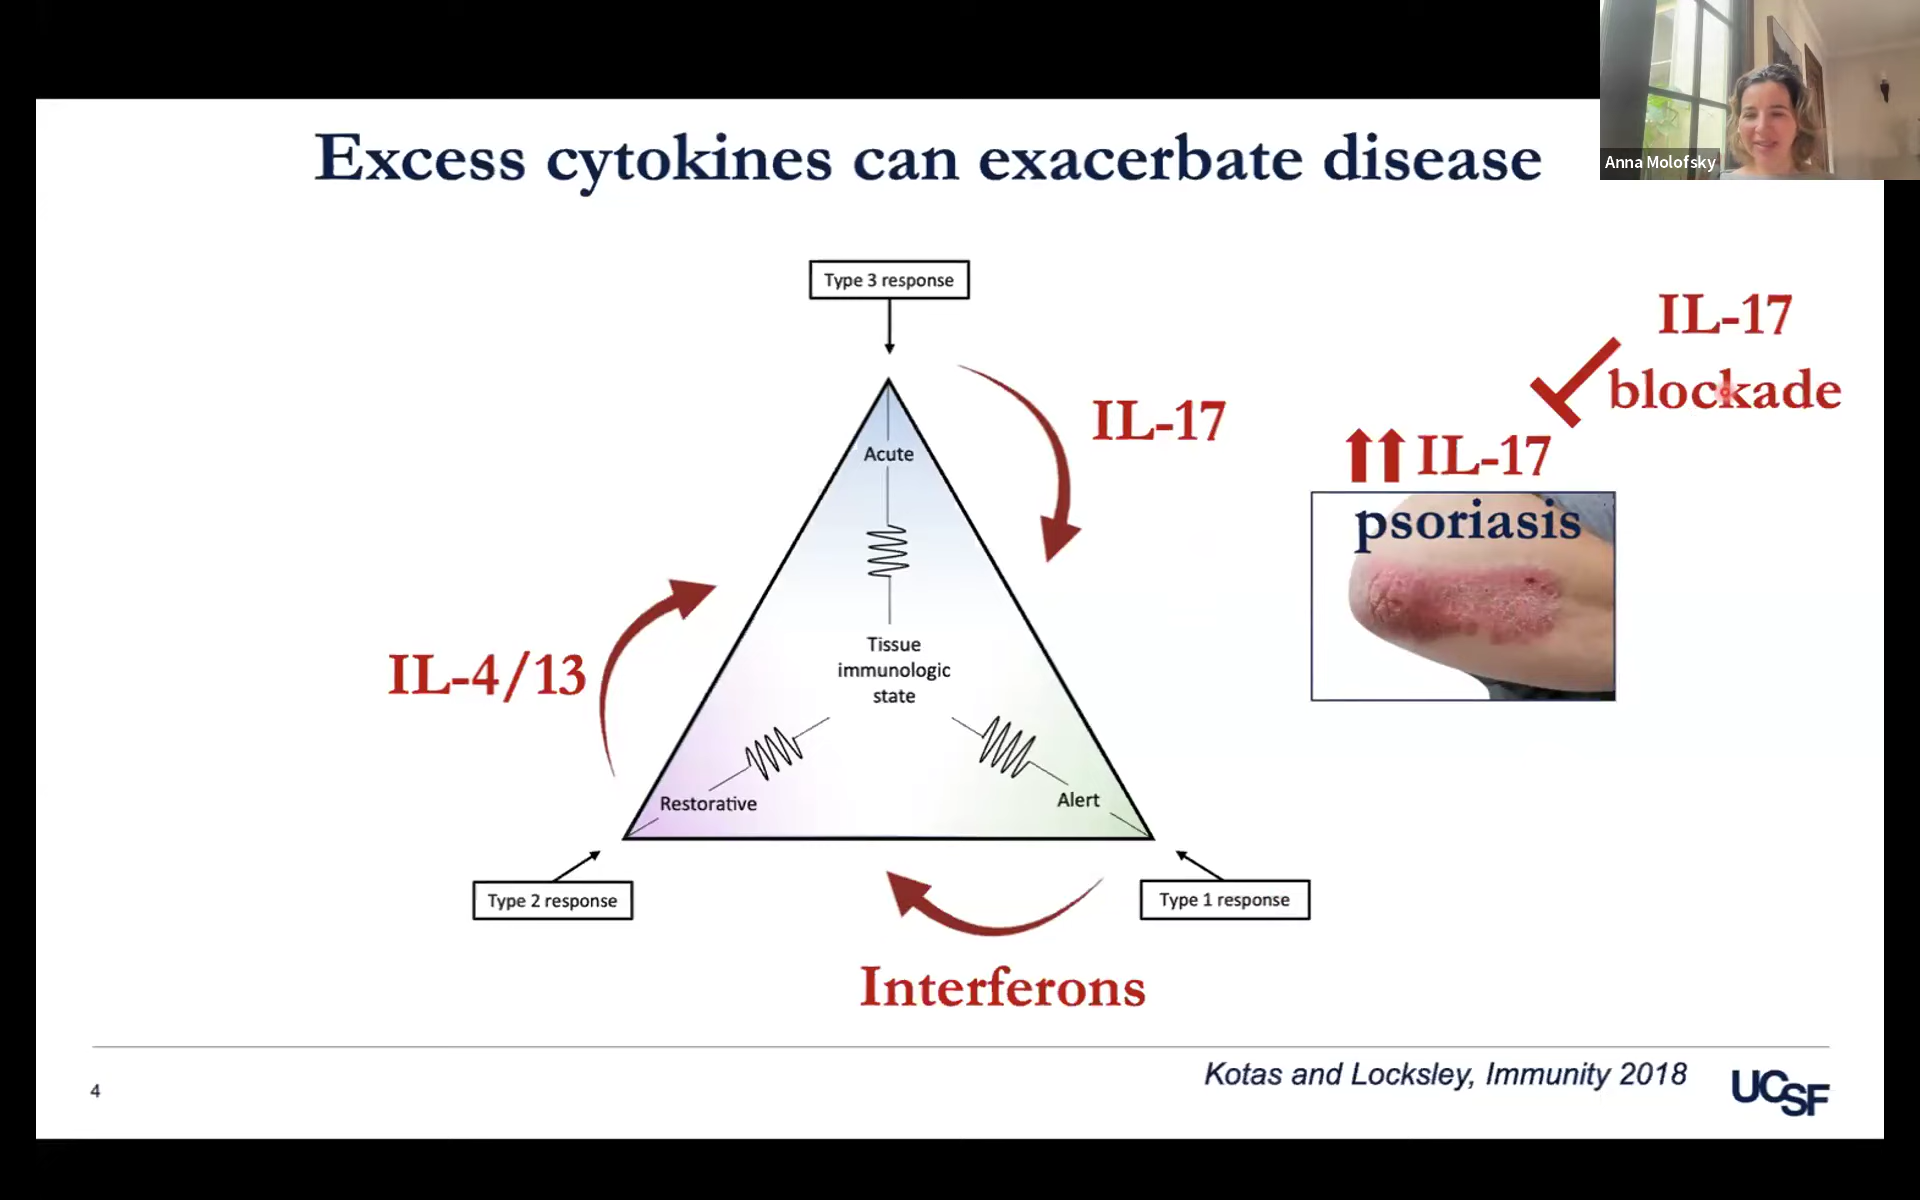 Anna Molofsky
Excess cytokines can exacerbate disease
Type 3 response
IL-17
blockade
IL-17
IL-17
psoriasis
Acute
Tissue
immunologic
state
IL-4/13
Restorative
Alert
Type 2 response
Type 1 response
Interferons
Kotas and Locksley, Immunity 2018
4
UCSF